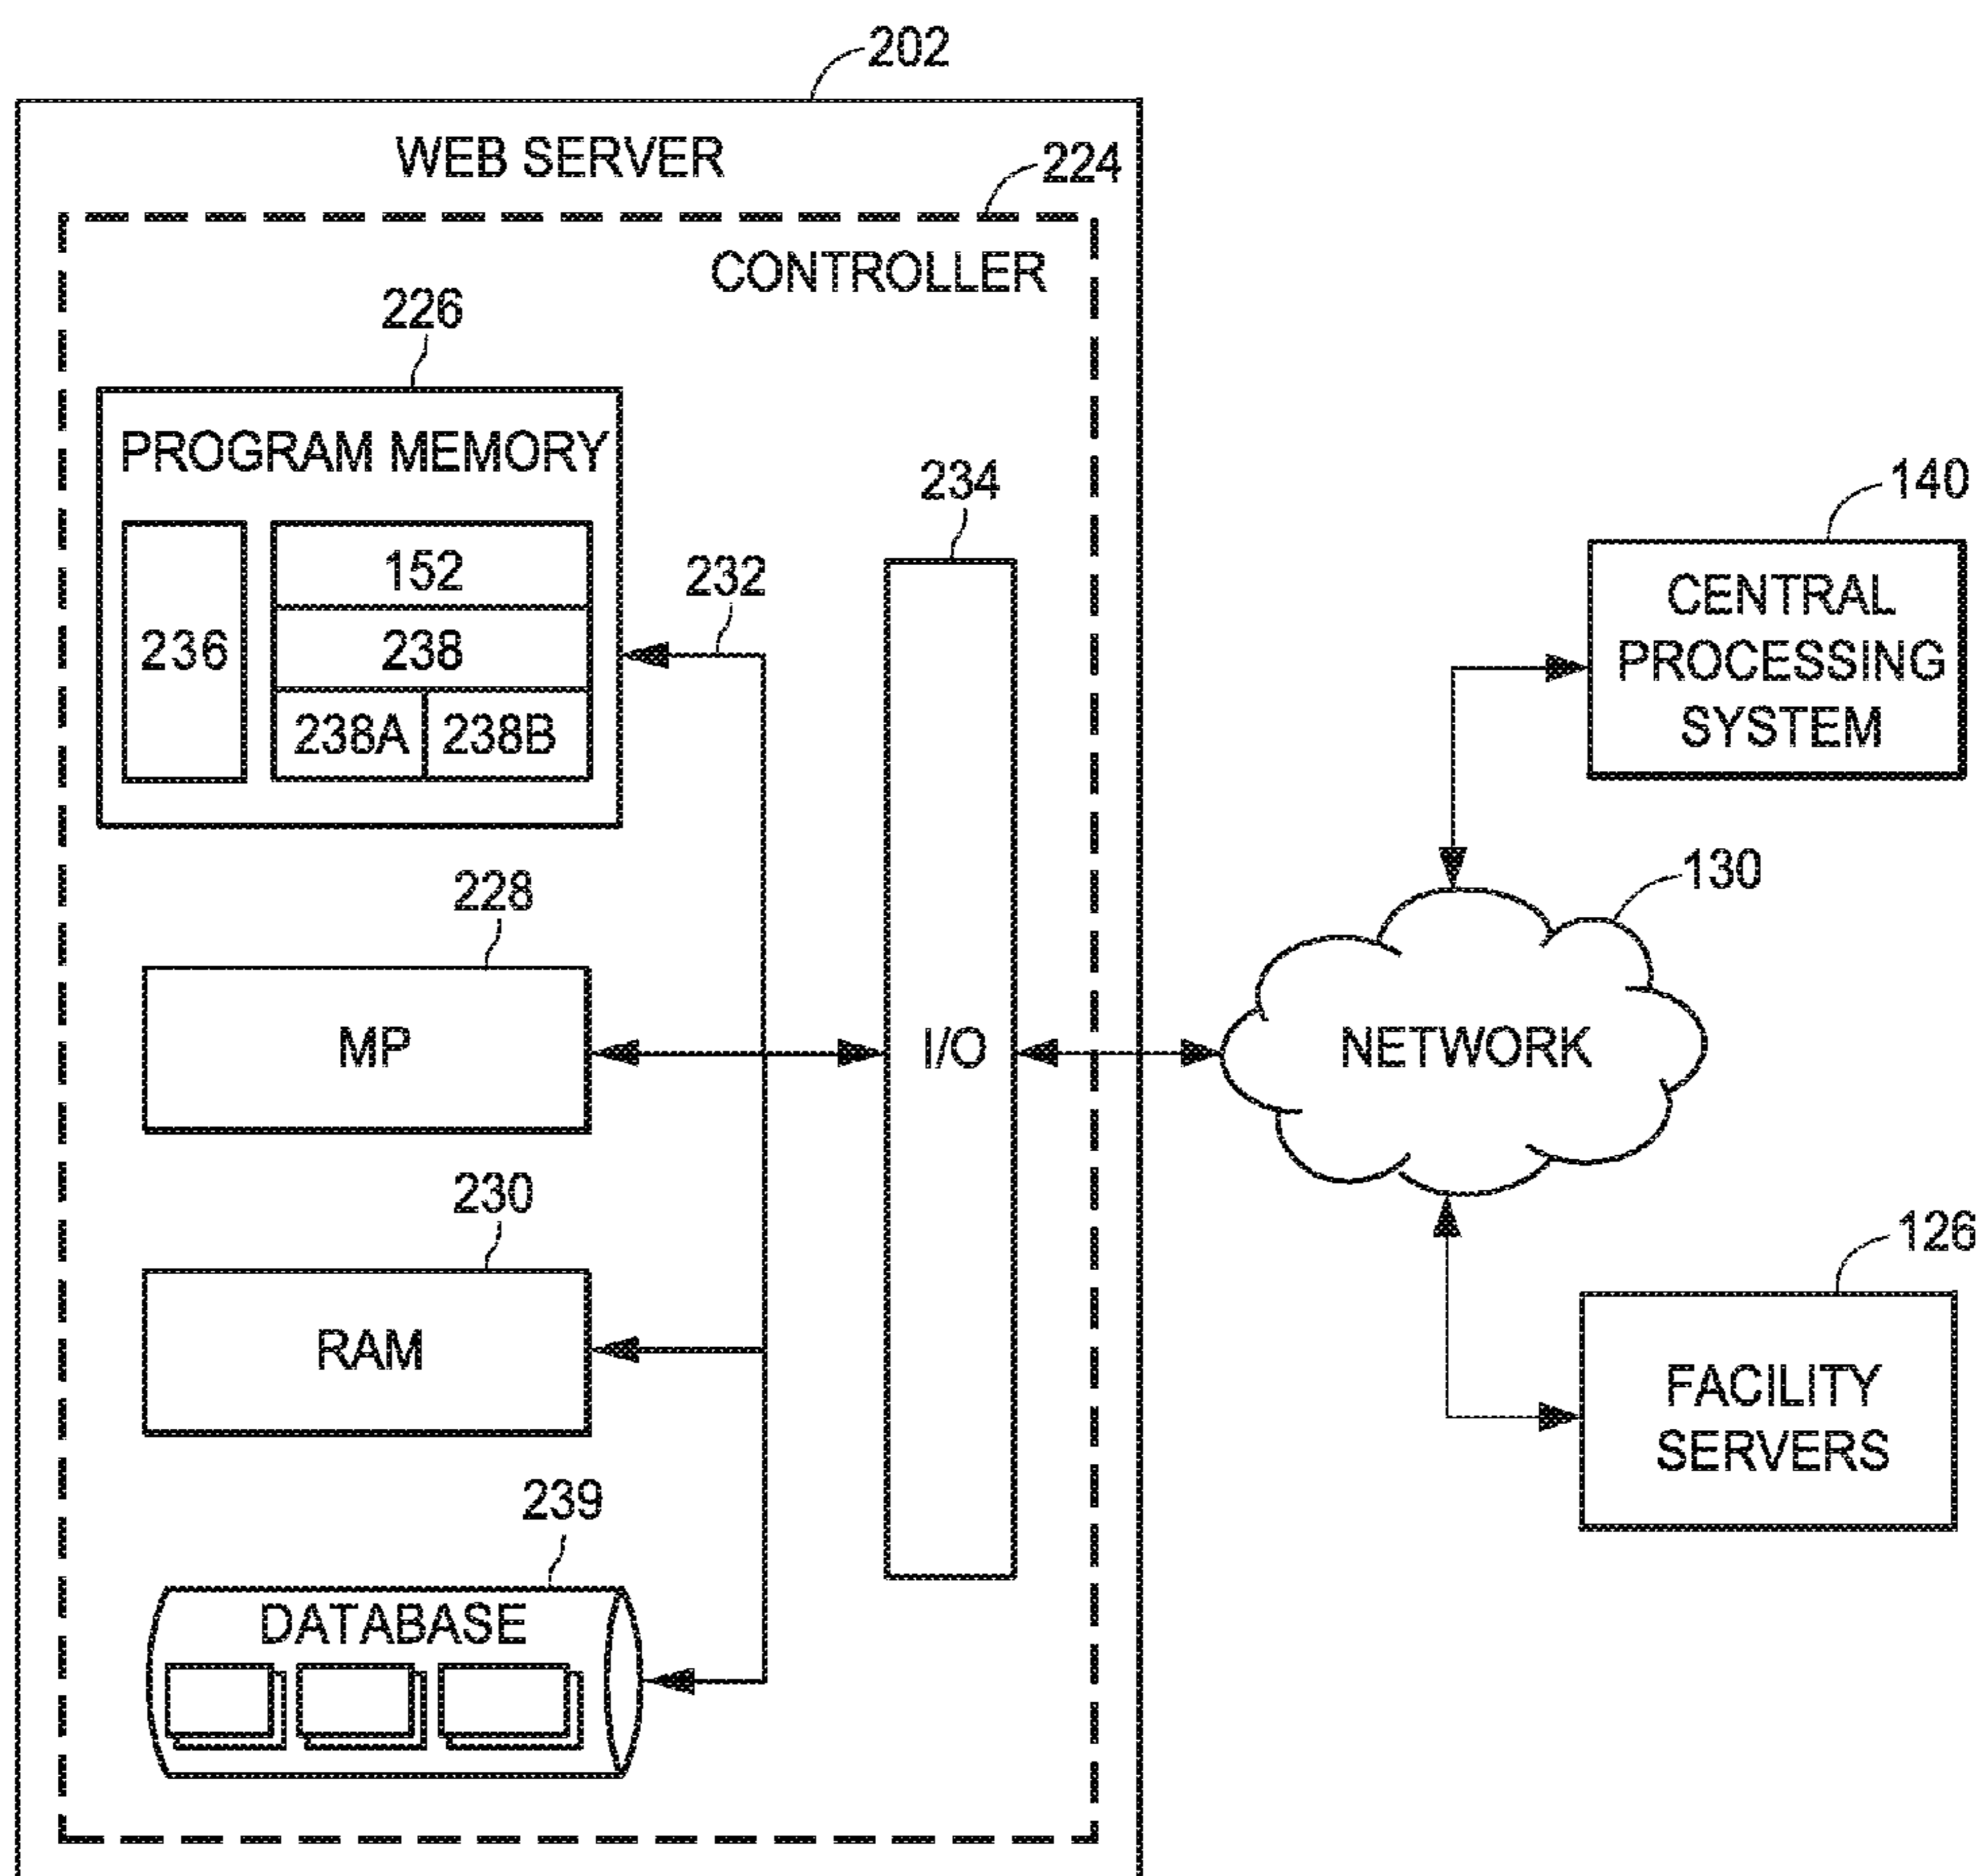 202
WEB SERVER
224
CONTROLLER
226
PROGRAM MEMORY
236
152
238
238A 238B
232
234
I/O
228
MP
230
RAM
239
DATABASE
140
CENTRAL
PROCESSING
SYSTEM
130
NETWORK
126
FACILITY
SERVERS